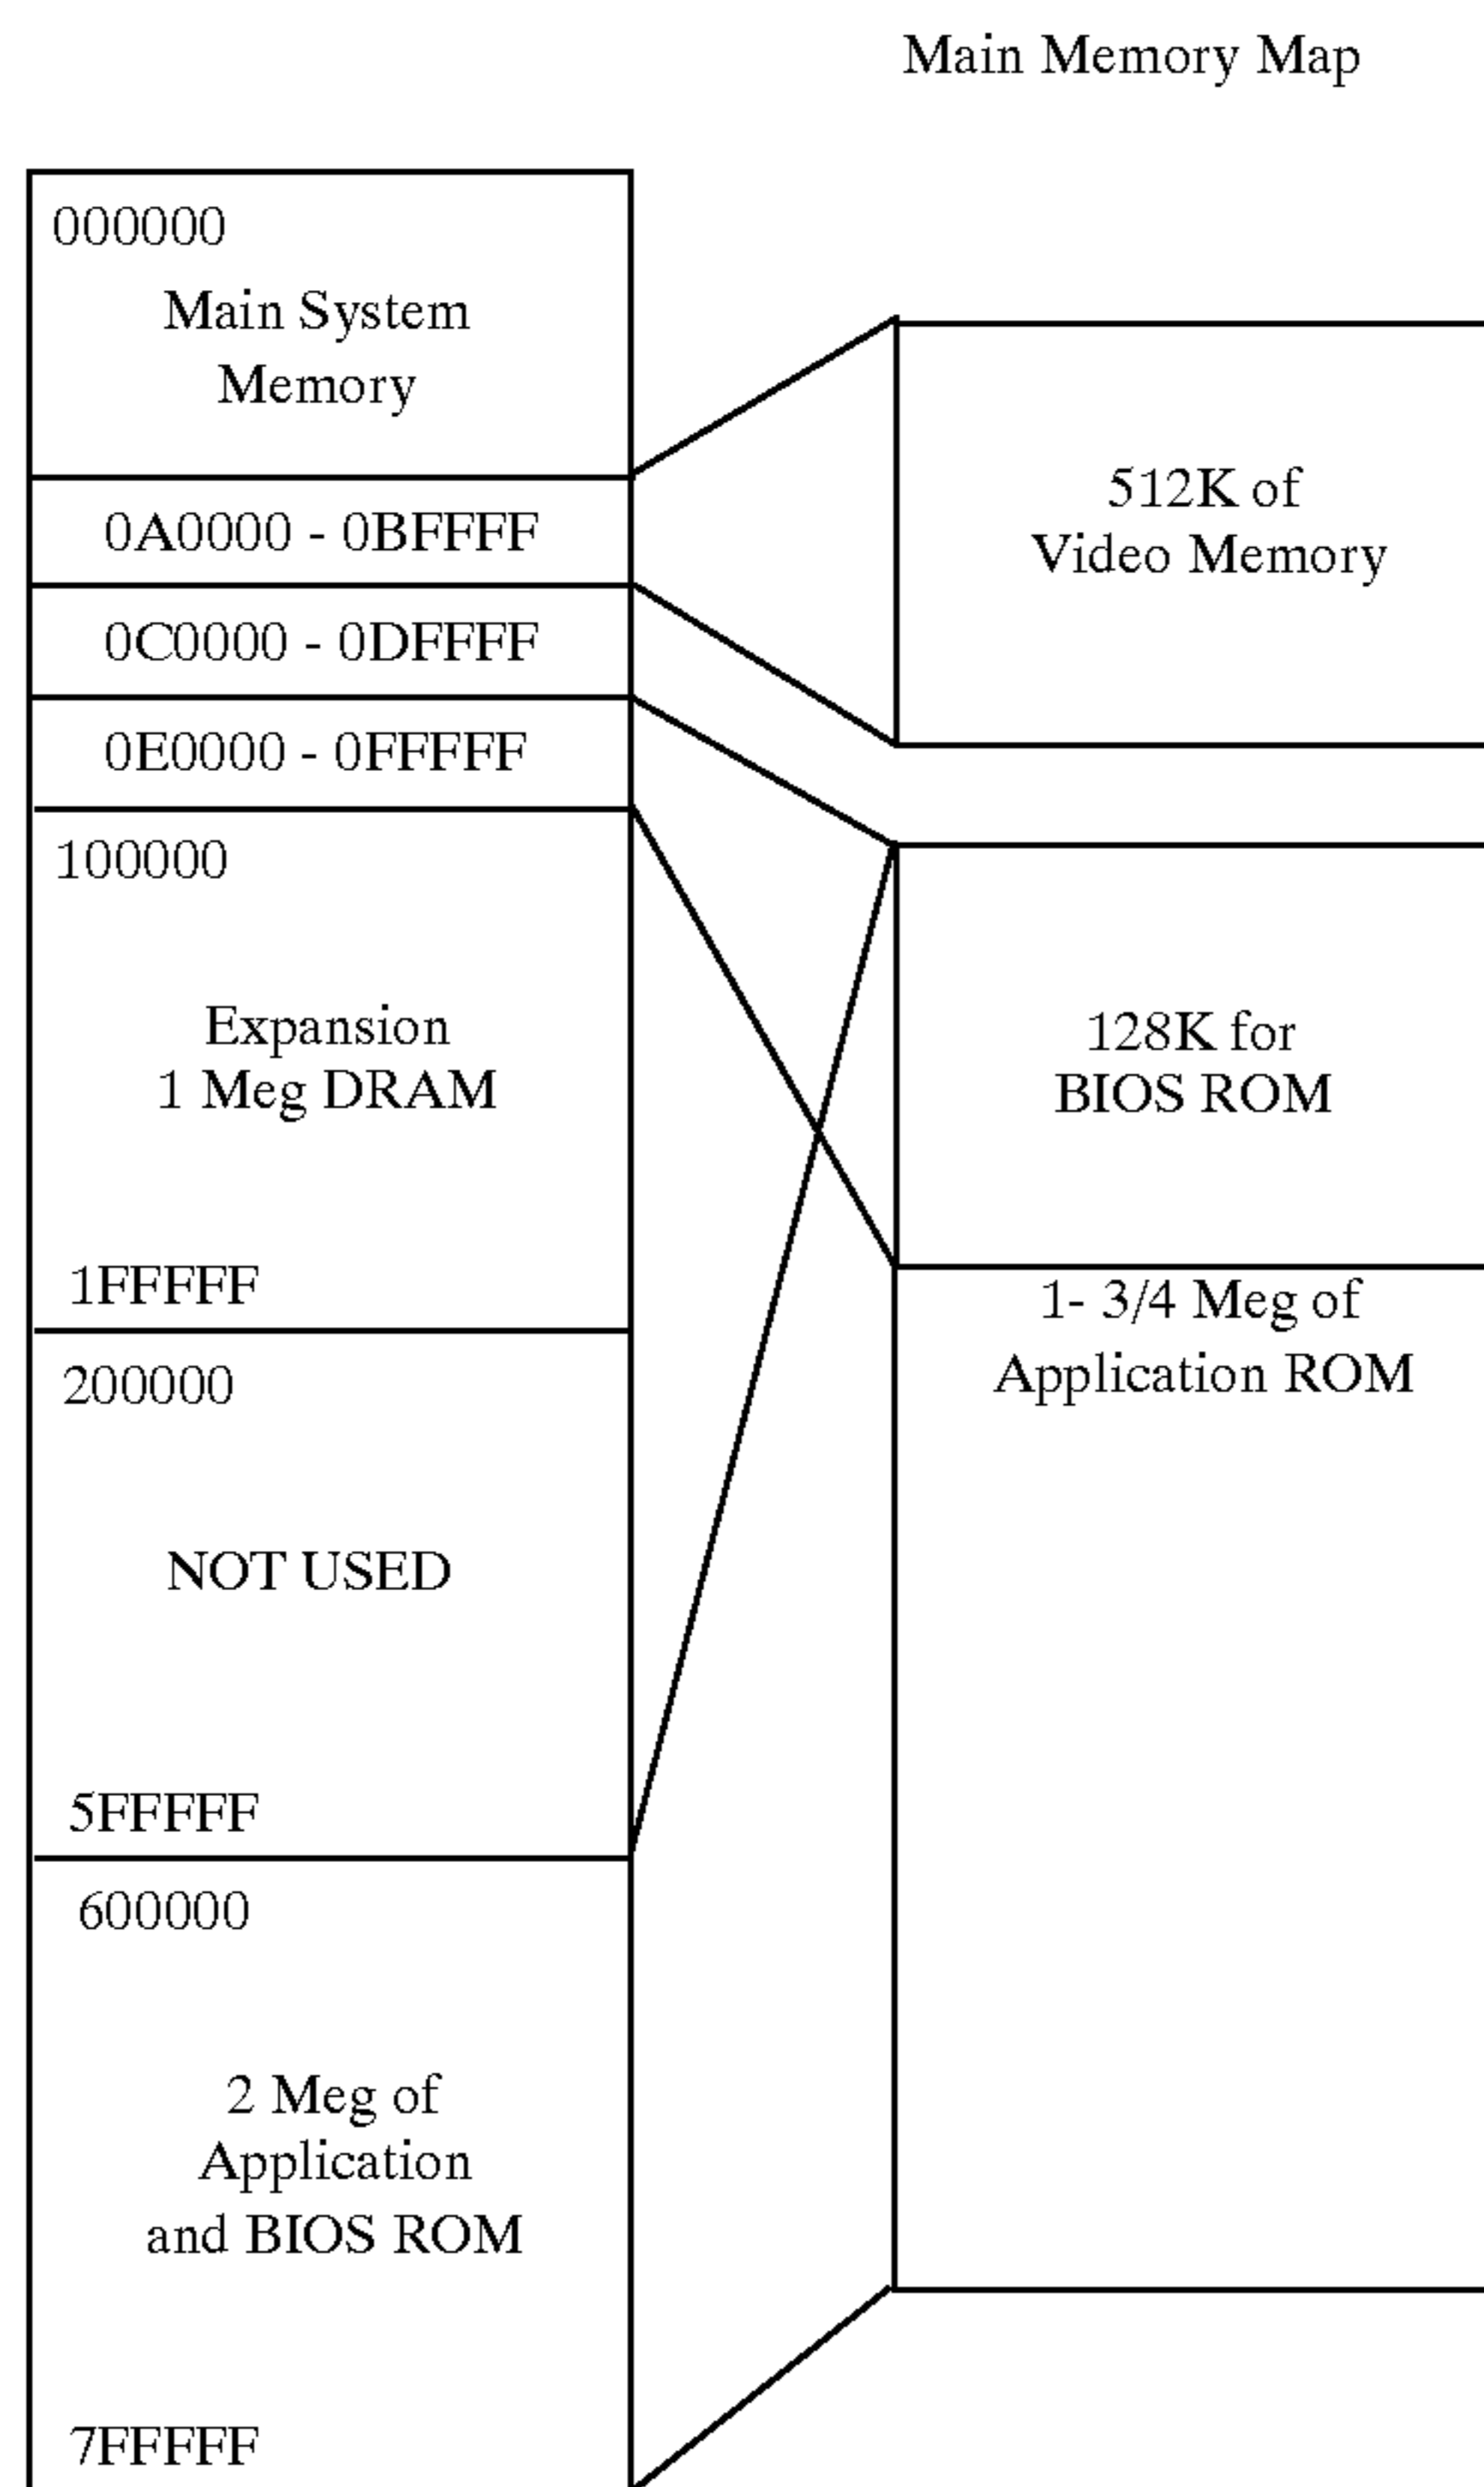 Main Memory Map
000000
Main System
Memory
0A0000 - 0BFFFF
0C0000 - 0DFFFF
0E0000 - 0FFFFF
100000
Expansion
1 Meg DRAM
1FFFFF
200000
NOT USED
5FFFFF
600000
2 Meg of
Application
and BIOS ROM
7FFFFF
512K of
Video Memory
128K for
BIOS ROM
1- 3/4 Meg of
Application ROM